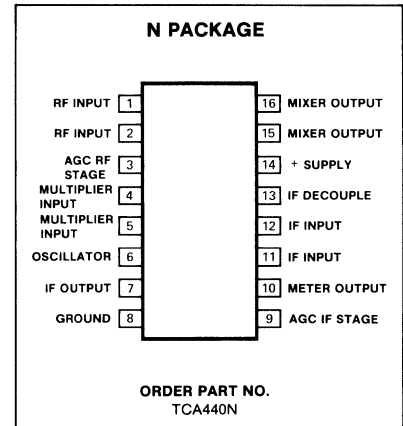 N PACKAGE
RF INPUT 1
16 MIXER OUTPUT
RF INPUT 2
15 MIXER OUTPUT
AGC RF
STAGE 3
14 + SUPPLY
MULTIPLIER
INPUT 4
13 IF DECOUPLE
MULTIPLIER
INPUT 5
12 IF INPUT
OSCILLATOR 6
11 IF INPUT
IF OUTPUT 7
10 METER OUTPUT
GROUND 8
9 AGC IF STAGE
ORDER PART NO.
TCA440N